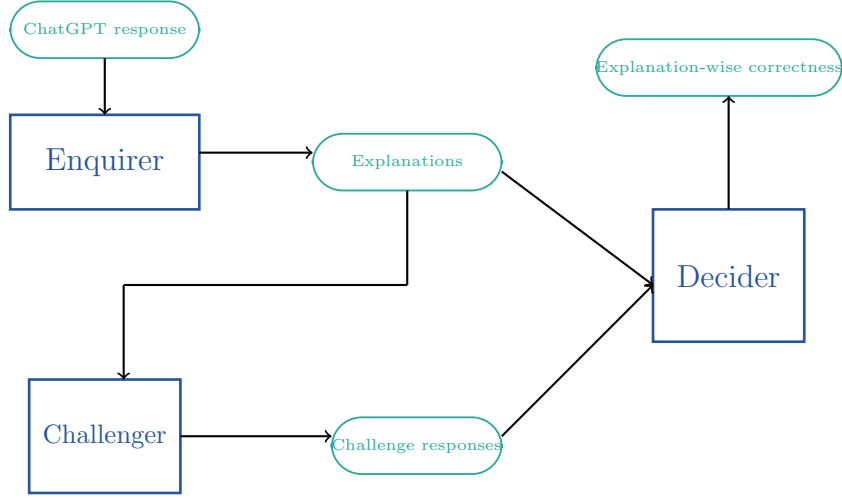 ChatGPT response
Explanation-wise correctness
Enquirer
Explanations
Decider
Challenger
Challenge responses